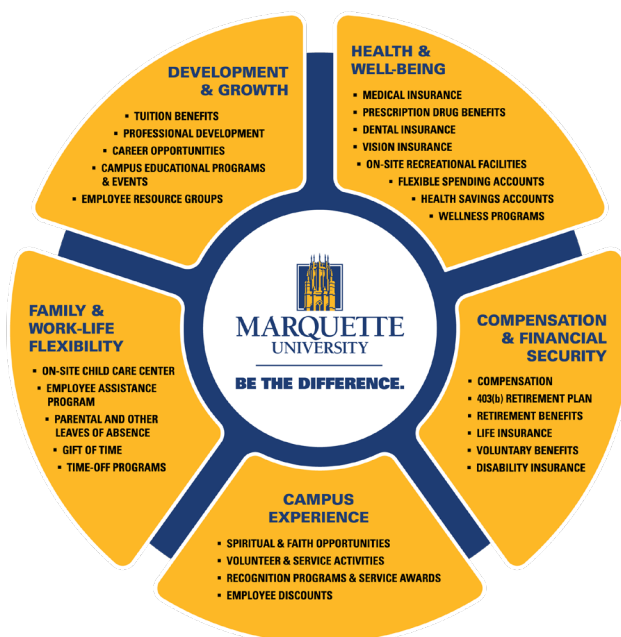 DEVELOPMENT
& GROWTH
▪ TUITION BENEFITS
▪ PROFESSIONAL DEVELOPMENT
▪ CAREER OPPORTUNITIES
▪ CAMPUS EDUCATIONAL PROGRAMS
& EVENTS
▪ EMPLOYEE RESOURCE GROUPS
HEALTH &
WELL-BEING
▪ MEDICAL INSURANCE
▪ PRESCRIPTION DRUG BENEFITS
▪ DENTAL INSURANCE
▪ VISION INSURANCE
▪ ON-SITE RECREATIONAL FACILITIES
▪ FLEXIBLE SPENDING ACCOUNTS
▪ HEALTH SAVINGS ACCOUNTS
▪ WELLNESS PROGRAMS
FAMILY &
WORK-LIFE
FLEXIBILITY
▪ ON-SITE CHILD CARE CENTER
▪ EMPLOYEE ASSISTANCE
PROGRAM
▪ PARENTAL AND OTHER
LEAVES OF ABSENCE
▪ GIFT OF TIME
▪ TIME-OFF PROGRAMS
MARQUETTE
UNIVERSITY
BE THE DIFFERENCE.
COMPENSATION
& FINANCIAL
SECURITY
▪ COMPENSATION
▪ 403(b) RETIREMENT PLAN
▪ RETIREMENT BENEFITS
▪ LIFE INSURANCE
▪ VOLUNTARY BENEFITS
▪ DISABILITY INSURANCE
CAMPUS
EXPERIENCE
▪ SPIRITUAL & FAITH OPPORTUNITIES
▪ VOLUNTEER & SERVICE ACTIVITIES
▪ RECOGNITION PROGRAMS & SERVICE AWARDS
▪ EMPLOYEE DISCOUNTS